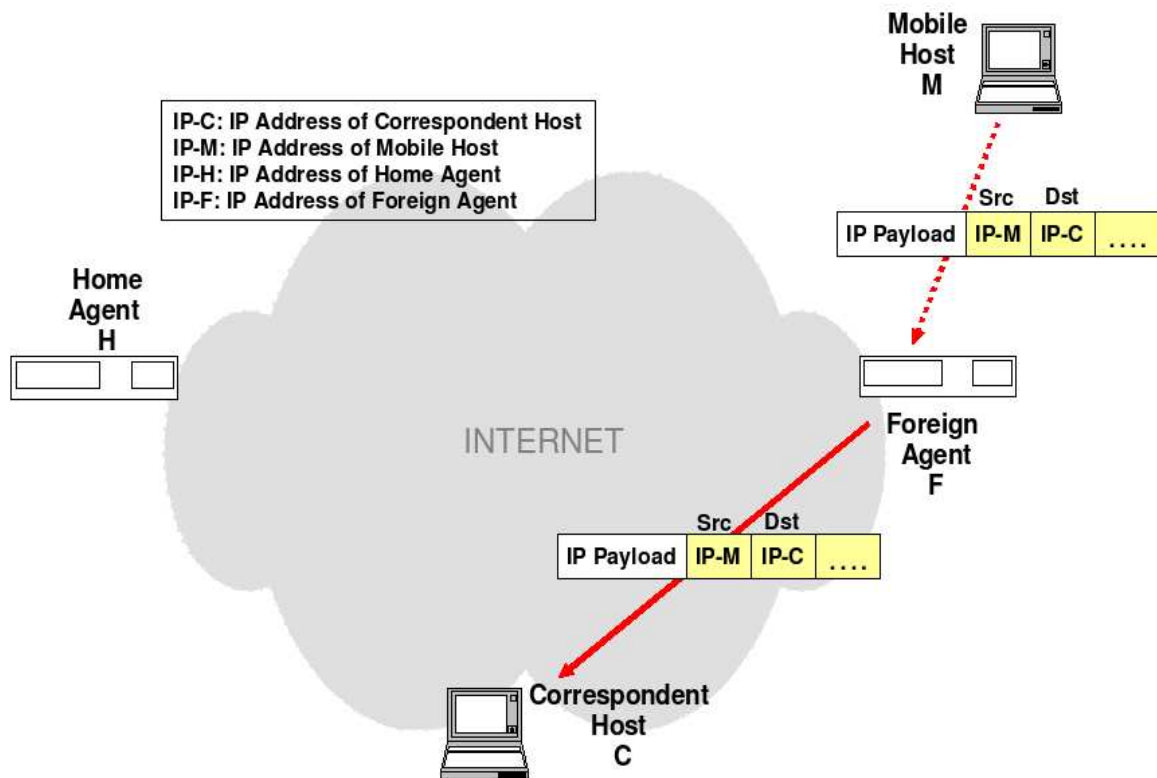 Mobile
Host
M
IP-C: IP Address of Correspondent Host
IP-M: IP Address of Mobile Host
IP-H: IP Address of Home Agent
IP-F: IP Address of Foreign Agent
Src Dst
IP Payload IP-M IP-C ....
Home
Agent
H
INTERNET
Foreign
Agent
F
Src Dst
IP Payload IP-M IP-C ....
Correspondent
Host
C